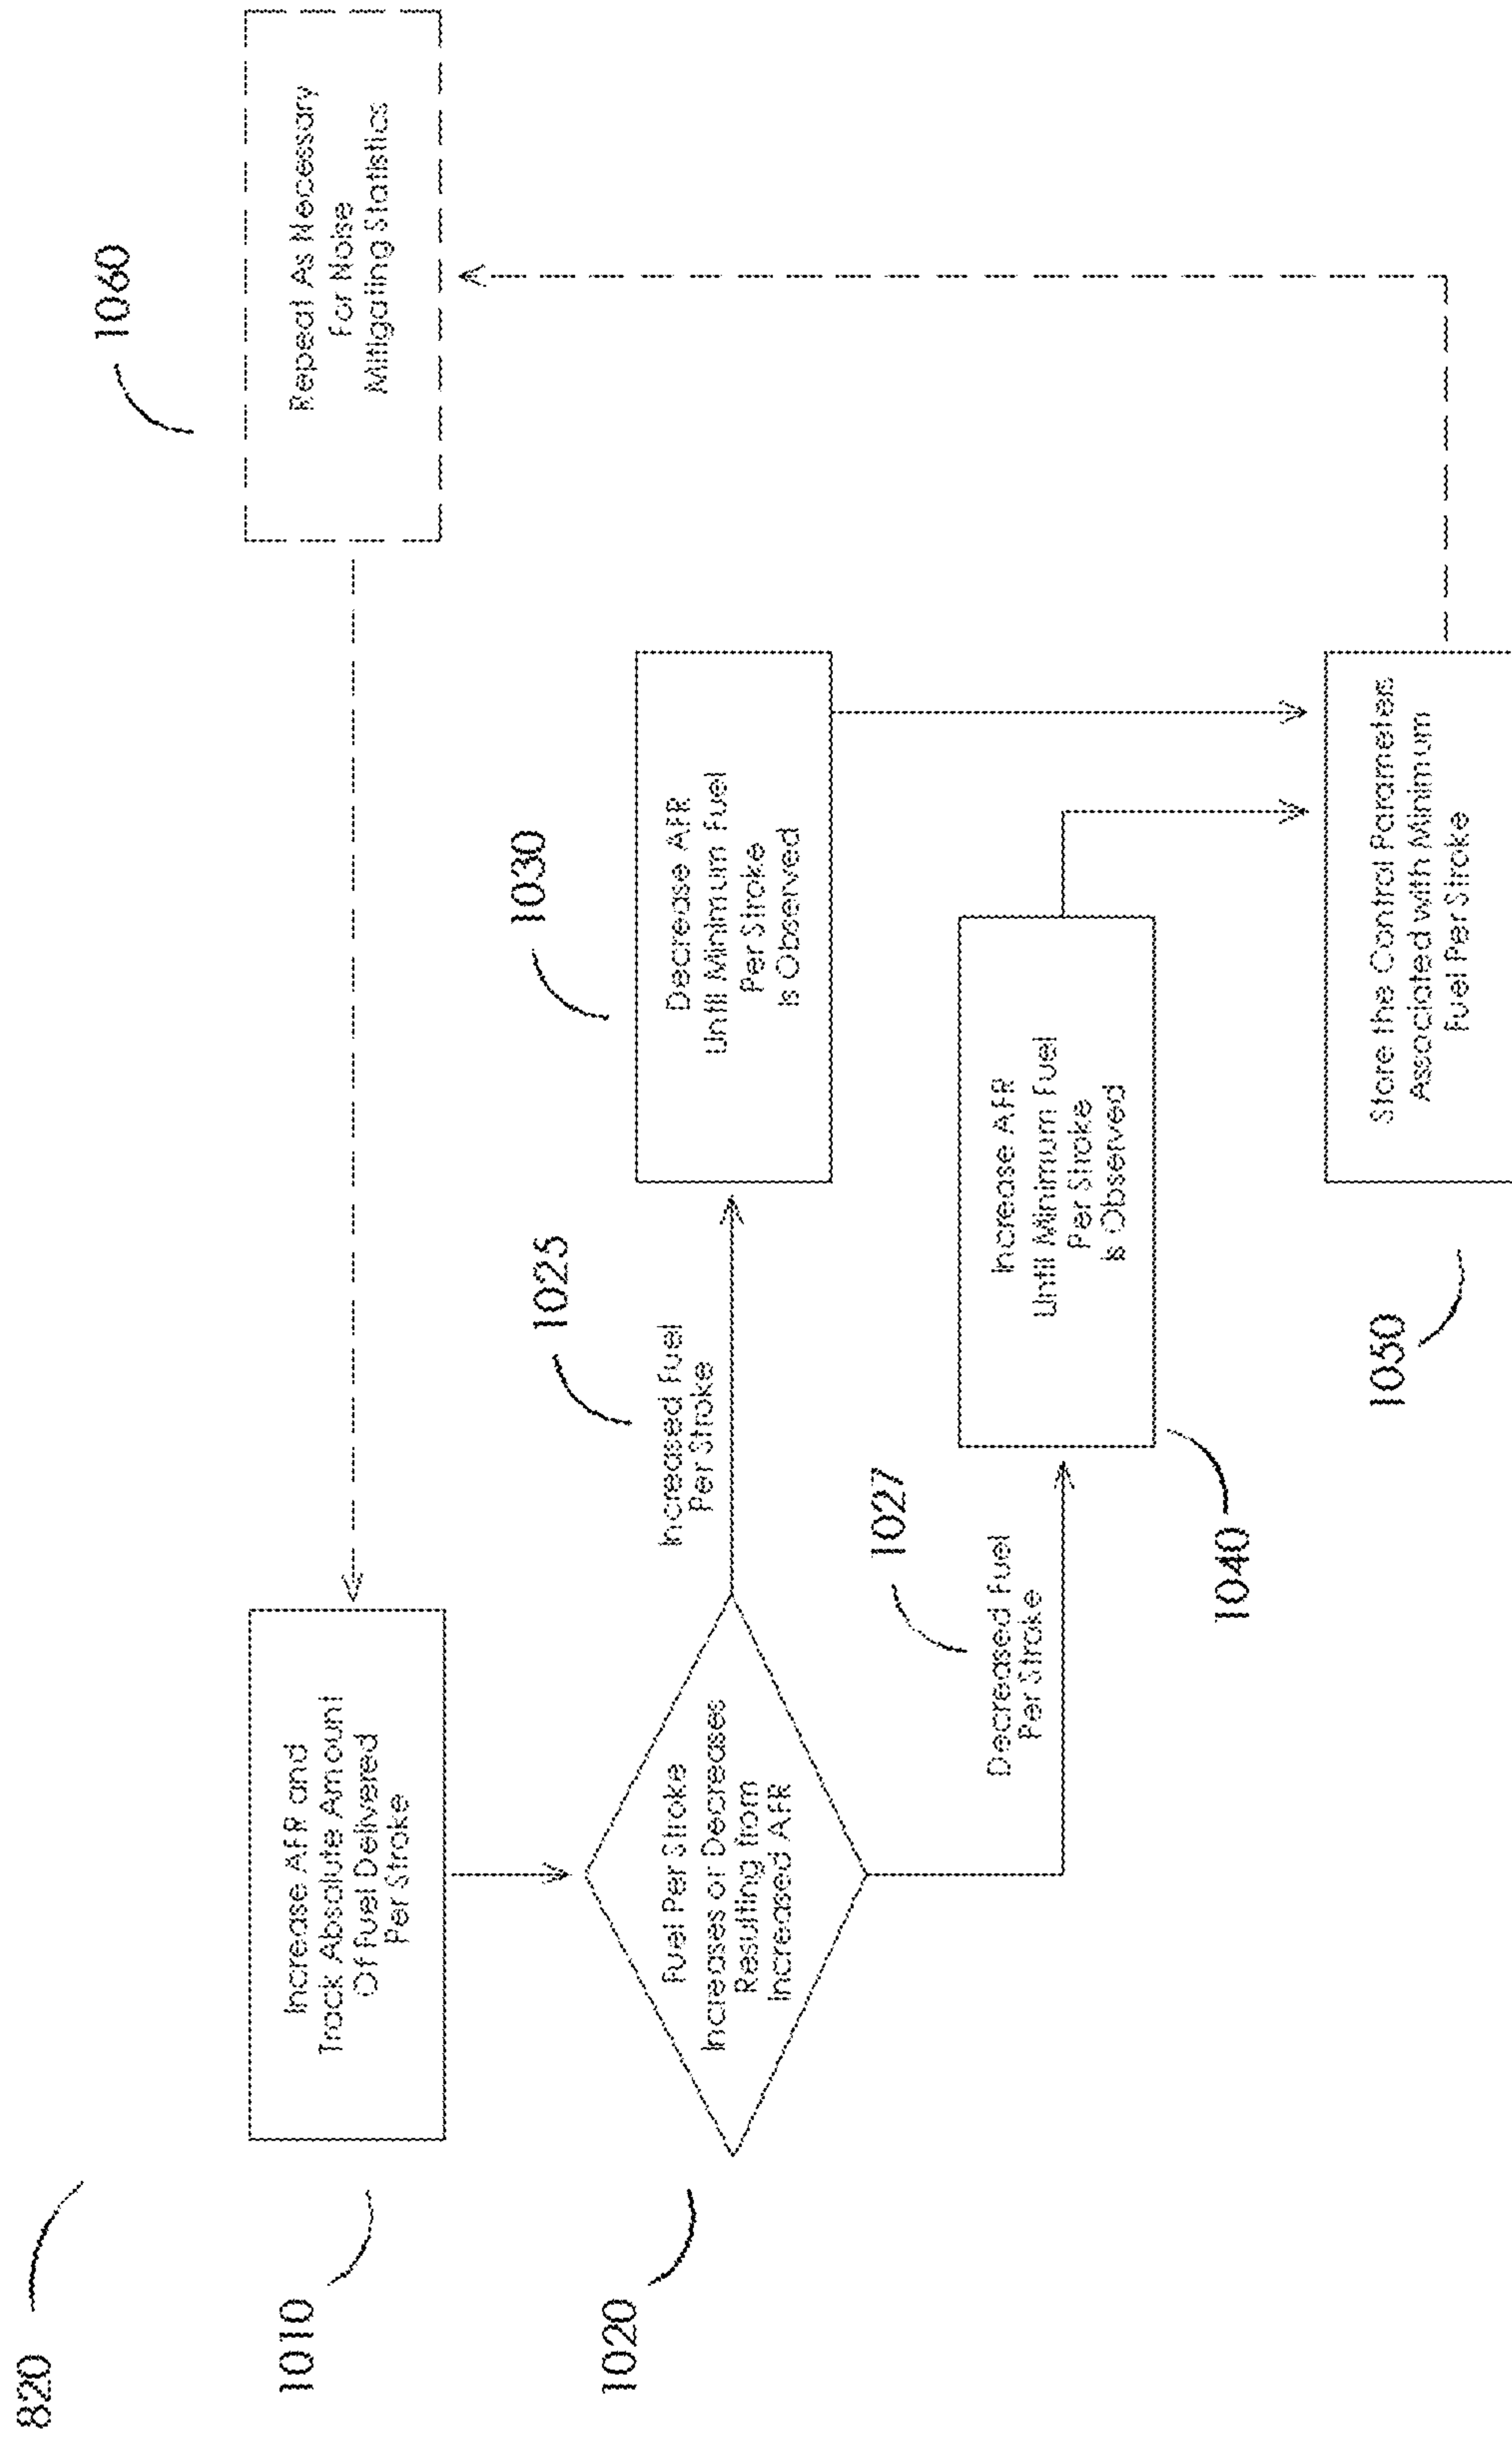 820
1010
Increase AFR and
Track Absolute Amount
Of Fuel Delivered
Per Stroke
1060
Repeat As Necessary
For Noise
Mitigating Statistics
1020
Fuel Per Stroke
Increases or Decreases
Resulting from
Increased AFR
1025
Increased Fuel
Per Stroke
1030
Decrease AFR
Until Minimum Fuel
Per Stroke
Is Observed
1027
Decreased Fuel
Per Stroke
1040
Increase AFR
Until Minimum Fuel
Per Stroke
Is Observed
1050
Store the Control Parameters
Associated with Minimum
Fuel Per Stroke